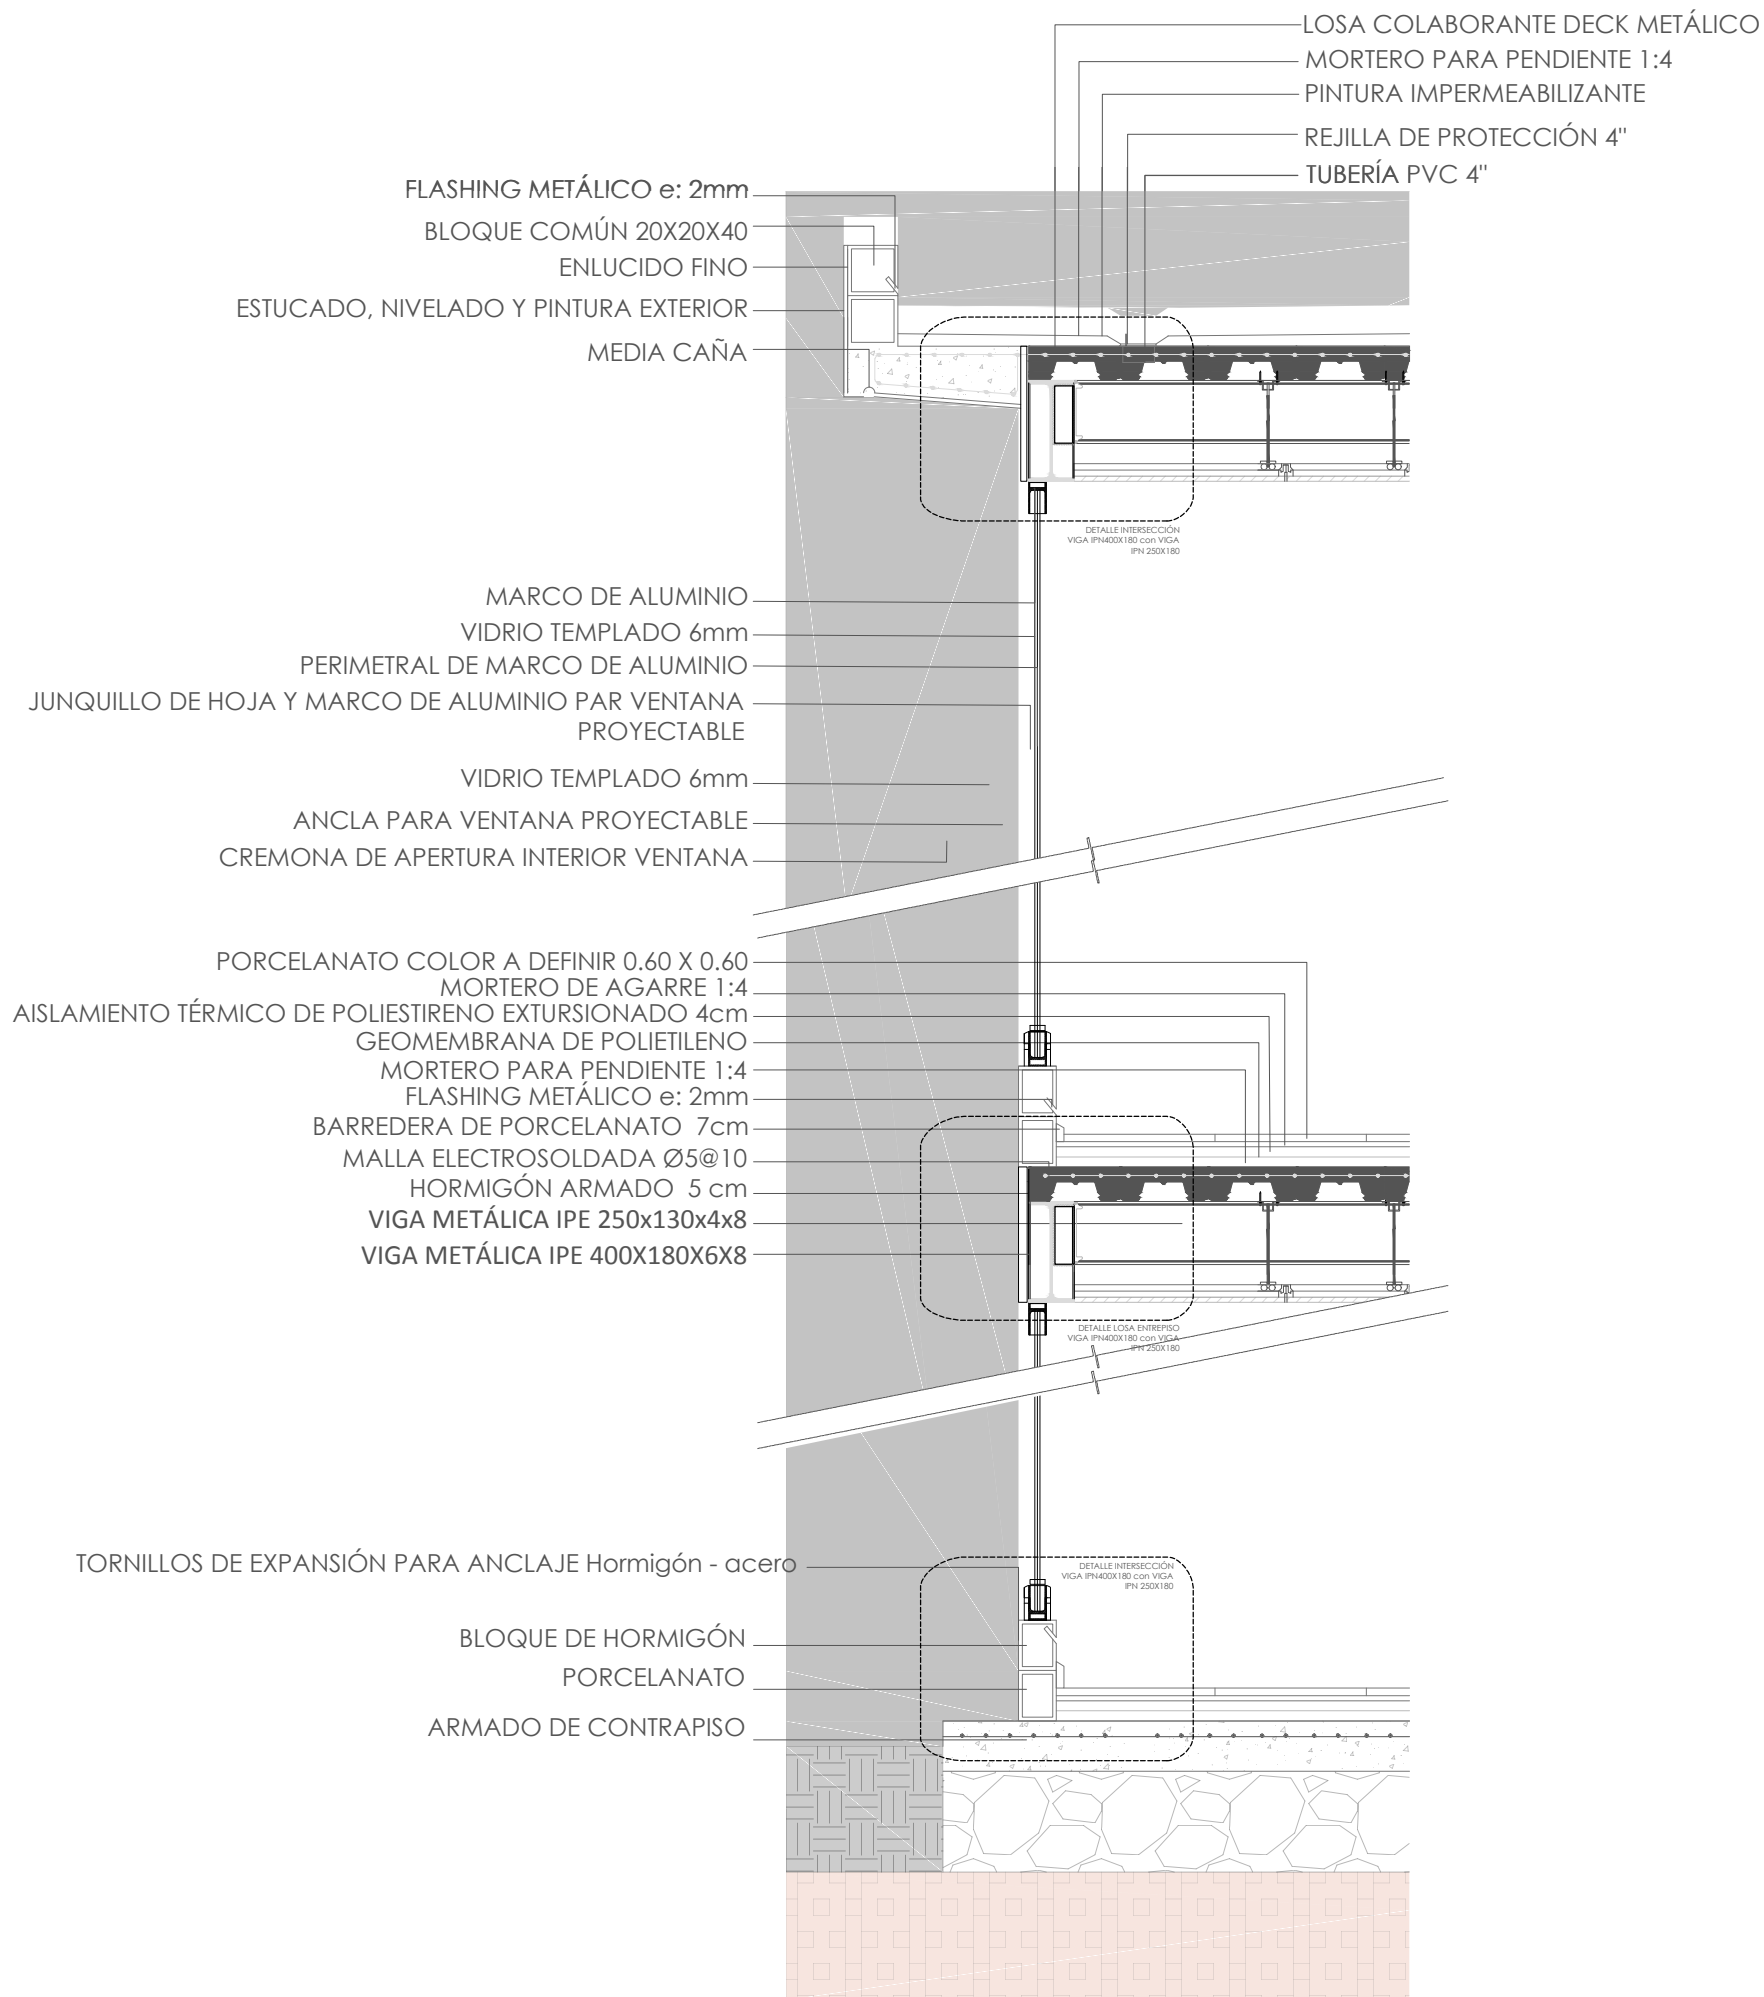 LOSA COLABORANTE DECK METÁLICO
MORTERO PARA PENDIENTE 1:4
PINTURA IMPERMEABILIZANTE
REJILLA DE PROTECCIÓN 4"
TUBERÍA PVC 4"
FLASHING METÁLICO e: 2mm
BLOQUE COMÚN 20X20X40
ENLUCIDO FINO
ESTUCADO, NIVELADO Y PINTURA EXTERIOR
MEDIA CAÑA
DETALLE INTERSECCIÓN
VIGA IPN400X180 con VIGA
IPN 250X180
MARCO DE ALUMINIO
VIDRIO TEMPLADO 6mm
PERIMETRAL DE MARCO DE ALUMINIO
JUNQUILLO DE HOJA Y MARCO DE ALUMINIO PAR VENTANA
PROYECTABLE
VIDRIO TEMPLADO 6mm
ANCLA PARA VENTANA PROYECTABLE
CREMONA DE APERTURA INTERIOR VENTANA
PORCELANATO COLOR A DEFINIR 0.60 X 0.60
MORTERO DE AGARRE 1:4
AISLAMIENTO TÉRMICO DE POLIESTIRENO EXTURSIONADO 4cm
GEOMEMBRANA DE POLIETILENO
MORTERO PARA PENDIENTE 1:4
FLASHING METÁLICO e: 2mm
BARREDERA DE PORCELANATO 7cm
MALLA ELECTROSOLDADA Ø5@10
HORMIGÓN ARMADO 5 cm
VIGA METÁLICA IPE 250x130x4x8
VIGA METÁLICA IPE 400X180X6X8
DETALLE LOSA ENTREPISO
VIGA IPN400X180 con VIGA
IPN 250X180
TORNILLOS DE EXPANSIÓN PARA ANCLAJE Hormigón - acero
DETALLE INTERSECCIÓN
VIGA IPN400X180 con VIGA
IPN 250X180
BLOQUE DE HORMIGÓN
PORCELANATO
ARMADO DE CONTRAPISO